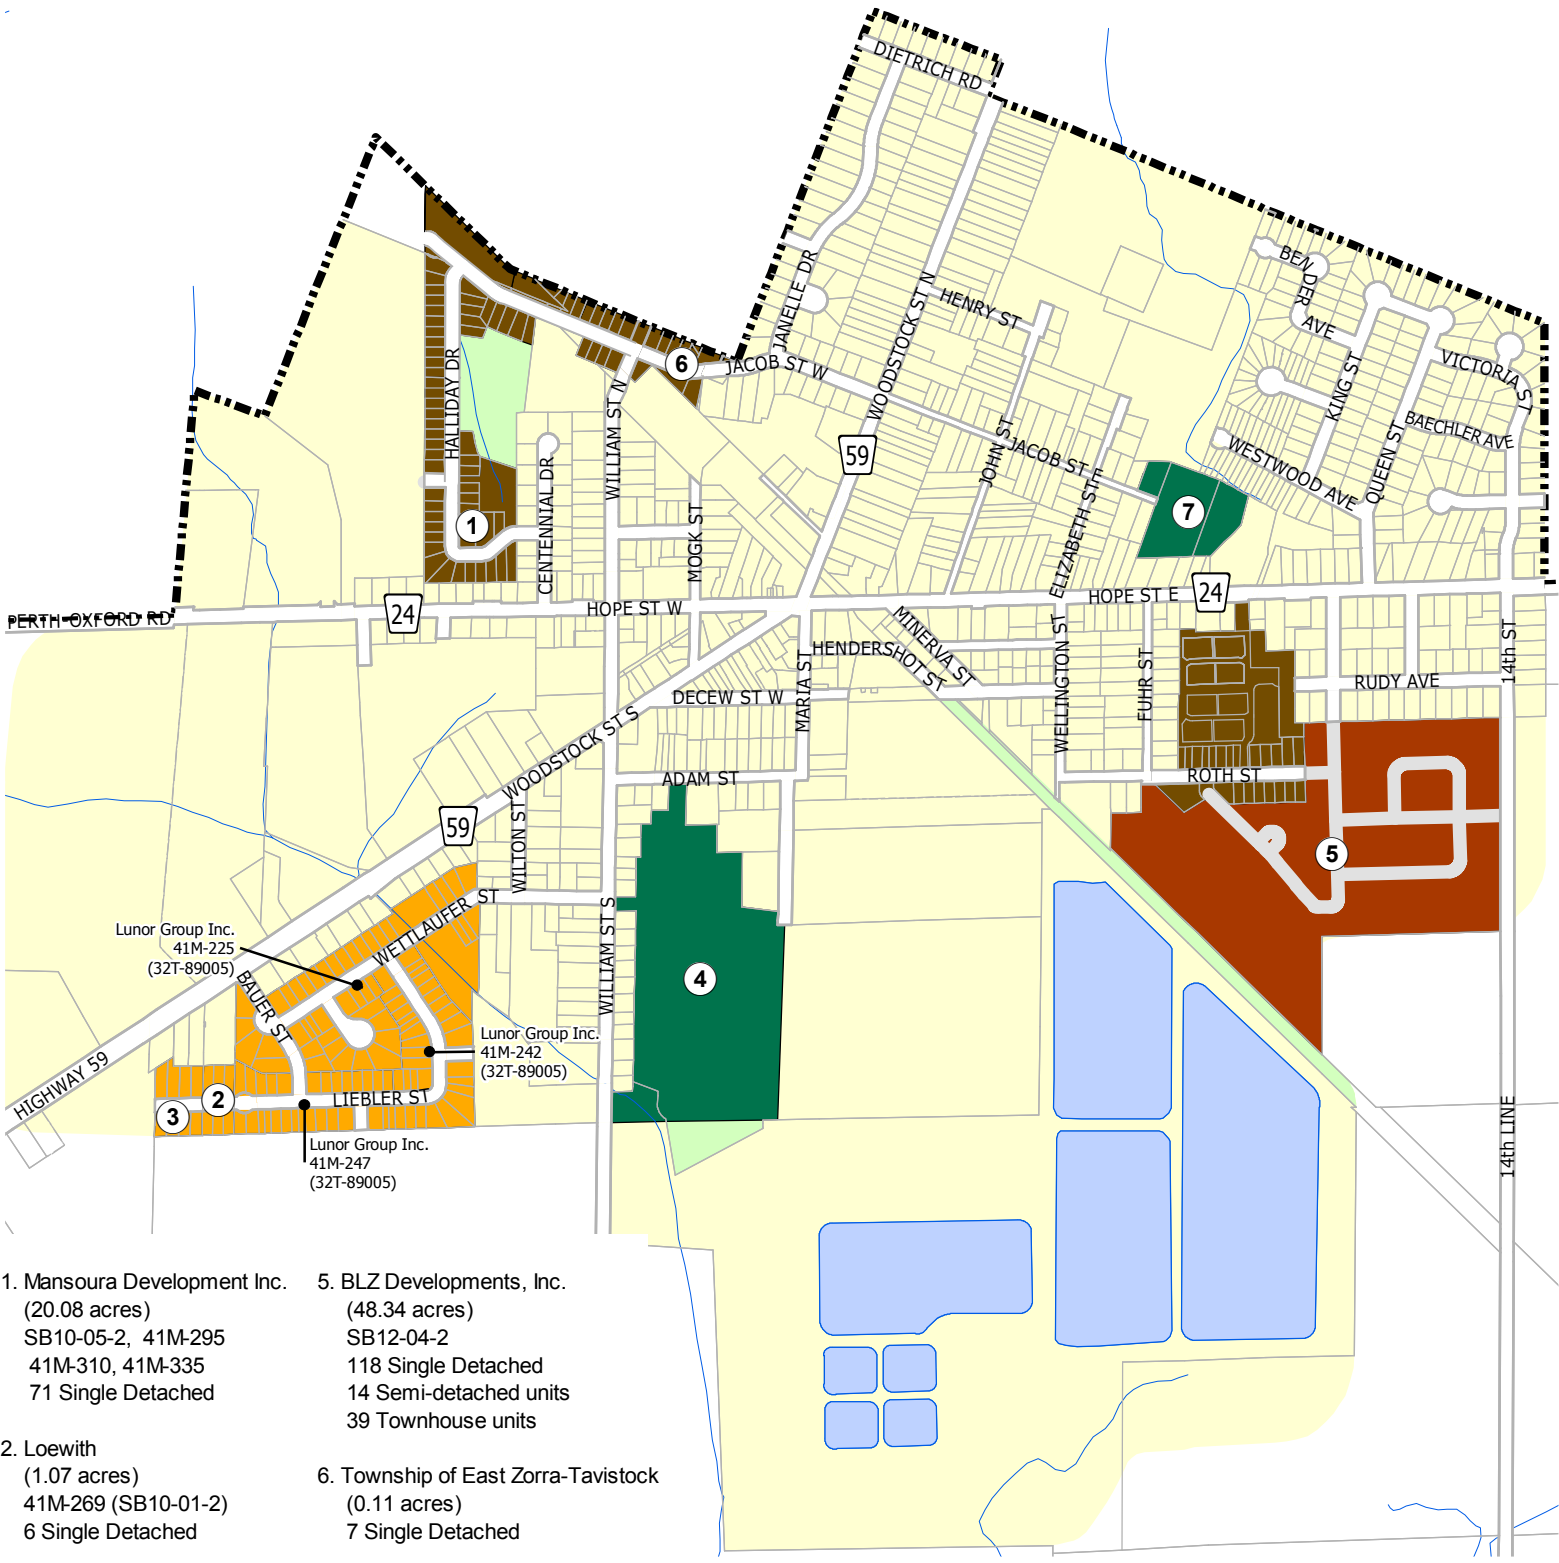 DIETRICH RD
WOODSTOCK ST N
JANELLE DR
HENRY ST
BENDER AVE
KING ST
VICTORIA ST
BAECHLER AVE
QUEEN ST
WESTWOOD AVE
6
JACOB ST W
HALLIDAY DR
WILLIAM ST N
59
JOHN ST
JACOB ST E
ELIZABETH ST
7
1
CENTENNIAL DR
MOGK ST
PERTH-OXFORD RD
24
HOPE ST W
HOPE ST E
24
MINERVA ST
HENDERSHOT ST
WELLINGTON ST
FUHR ST
14th ST
RUDY AVE
DECEW ST W
MARIA ST
WOODSTOCK ST S
ADAM ST
ROTH ST
59
WILTON ST
5
WETTLAUFER ST
WILLIAM ST S
4
Lunor Group Inc.
41M-225
(32T-89005)
BAUER ST
Lunor Group Inc.
41M-242
(32T-89005)
HIGHWAY 59
3
2
LIEBLER ST
Lunor Group Inc.
41M-247
(32T-89005)
14th LINE
1. Mansoura Development Inc.
(20.08 acres)
SB10-05-2, 41M-295
41M-310, 41M-335
71 Single Detached
2. Loewith
(1.07 acres)
41M-269 (SB10-01-2)
6 Single Detached
5. BLZ Developments, Inc.
(48.34 acres)
SB12-04-2
118 Single Detached
14 Semi-detached units
39 Townhouse units
6. Township of East Zorra-Tavistock
(0.11 acres)
7 Single Detached